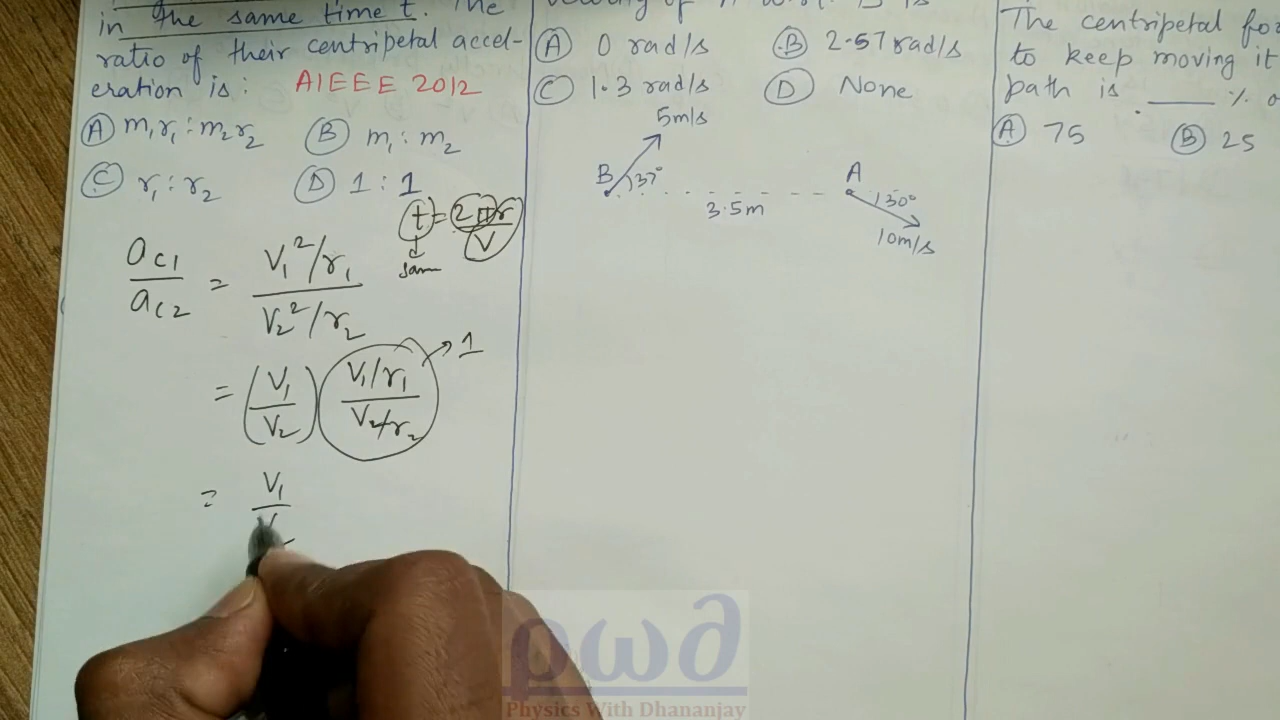 in the same time t. The
ratio of their centripetal accel-
eration is: AIEEE 2012
(A) m₁r₁ : m₂r₂ (B) m₁ : m₂
(C) r₁ : r₂ (D) 1 : 1
t = 2πr/V
same
a_c1/a_c2 = (V₁²/r₁)/(V₂²/r₂)
= (V₁/V₂) (V₁/r₁)/(V₂/r₂) → 1
= V₁
(A) 0 rad/s (B) 2.57 rad/s
(C) 1.3 rad/s (D) None
5m/s
B 37°
A
30°
3.5m
10m/s
The centripetal
to keep moving it
path is ____ %
(A) 75 (B) 25
pwd
Physics With Dhananjay